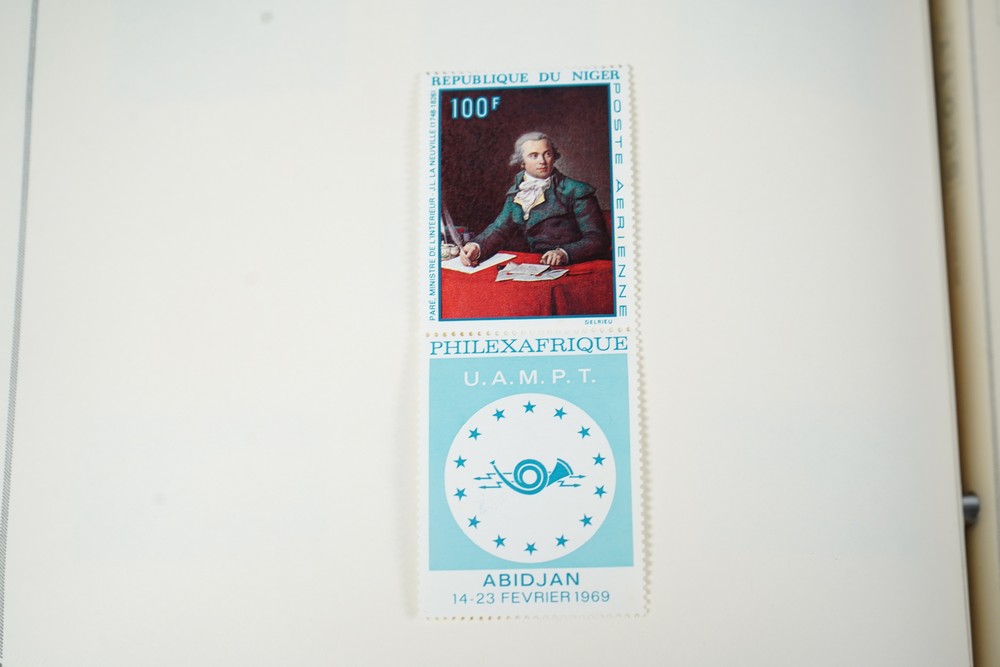 REPUBLIQUE DU NIGER
100F
POSTE AERIENNE
PARÉ, MINISTRE DE L'INTÉRIEUR - J.L. LA NEUVILLE (1748-1826)
DELRIEU
PHILEXAFRIQUE
U.A.M.P.T.
ABIDJAN
14-23 FEVRIER 1969